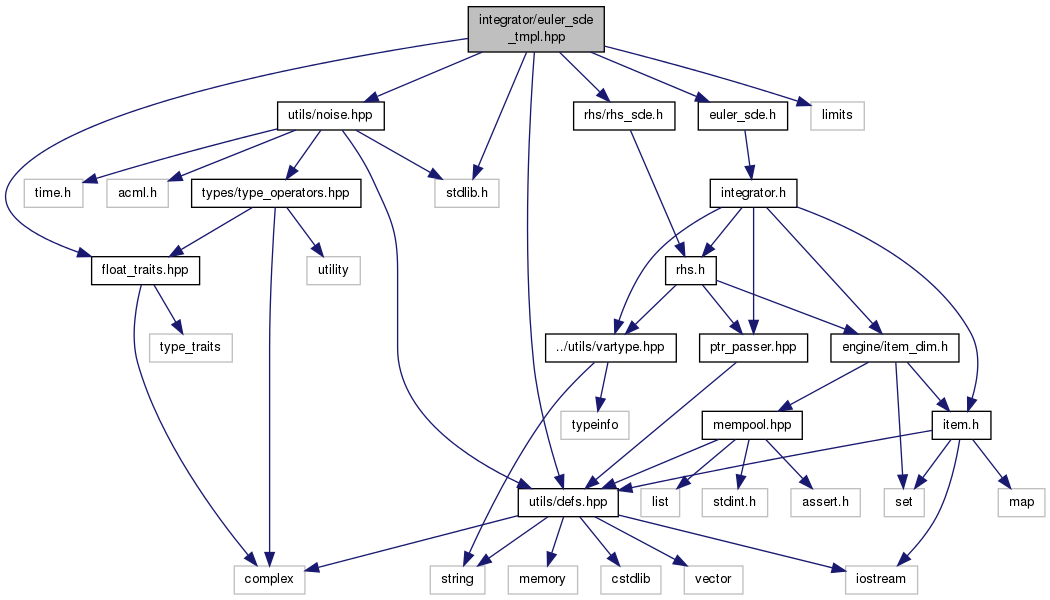 integrator/euler_sde
_tmpl.hpp
utils/noise.hpp
rhs/rhs_sde.h
euler_sde.h
limits
time.h
acml.h
types/type_operators.hpp
stdlib.h
integrator.h
float_traits.hpp
utility
rhs.h
type_traits
../utils/vartype.hpp
ptr_passer.hpp
engine/item_dim.h
typeinfo
mempool.hpp
item.h
utils/defs.hpp
list
stdint.h
assert.h
set
map
complex
string
memory
cstdlib
vector
iostream